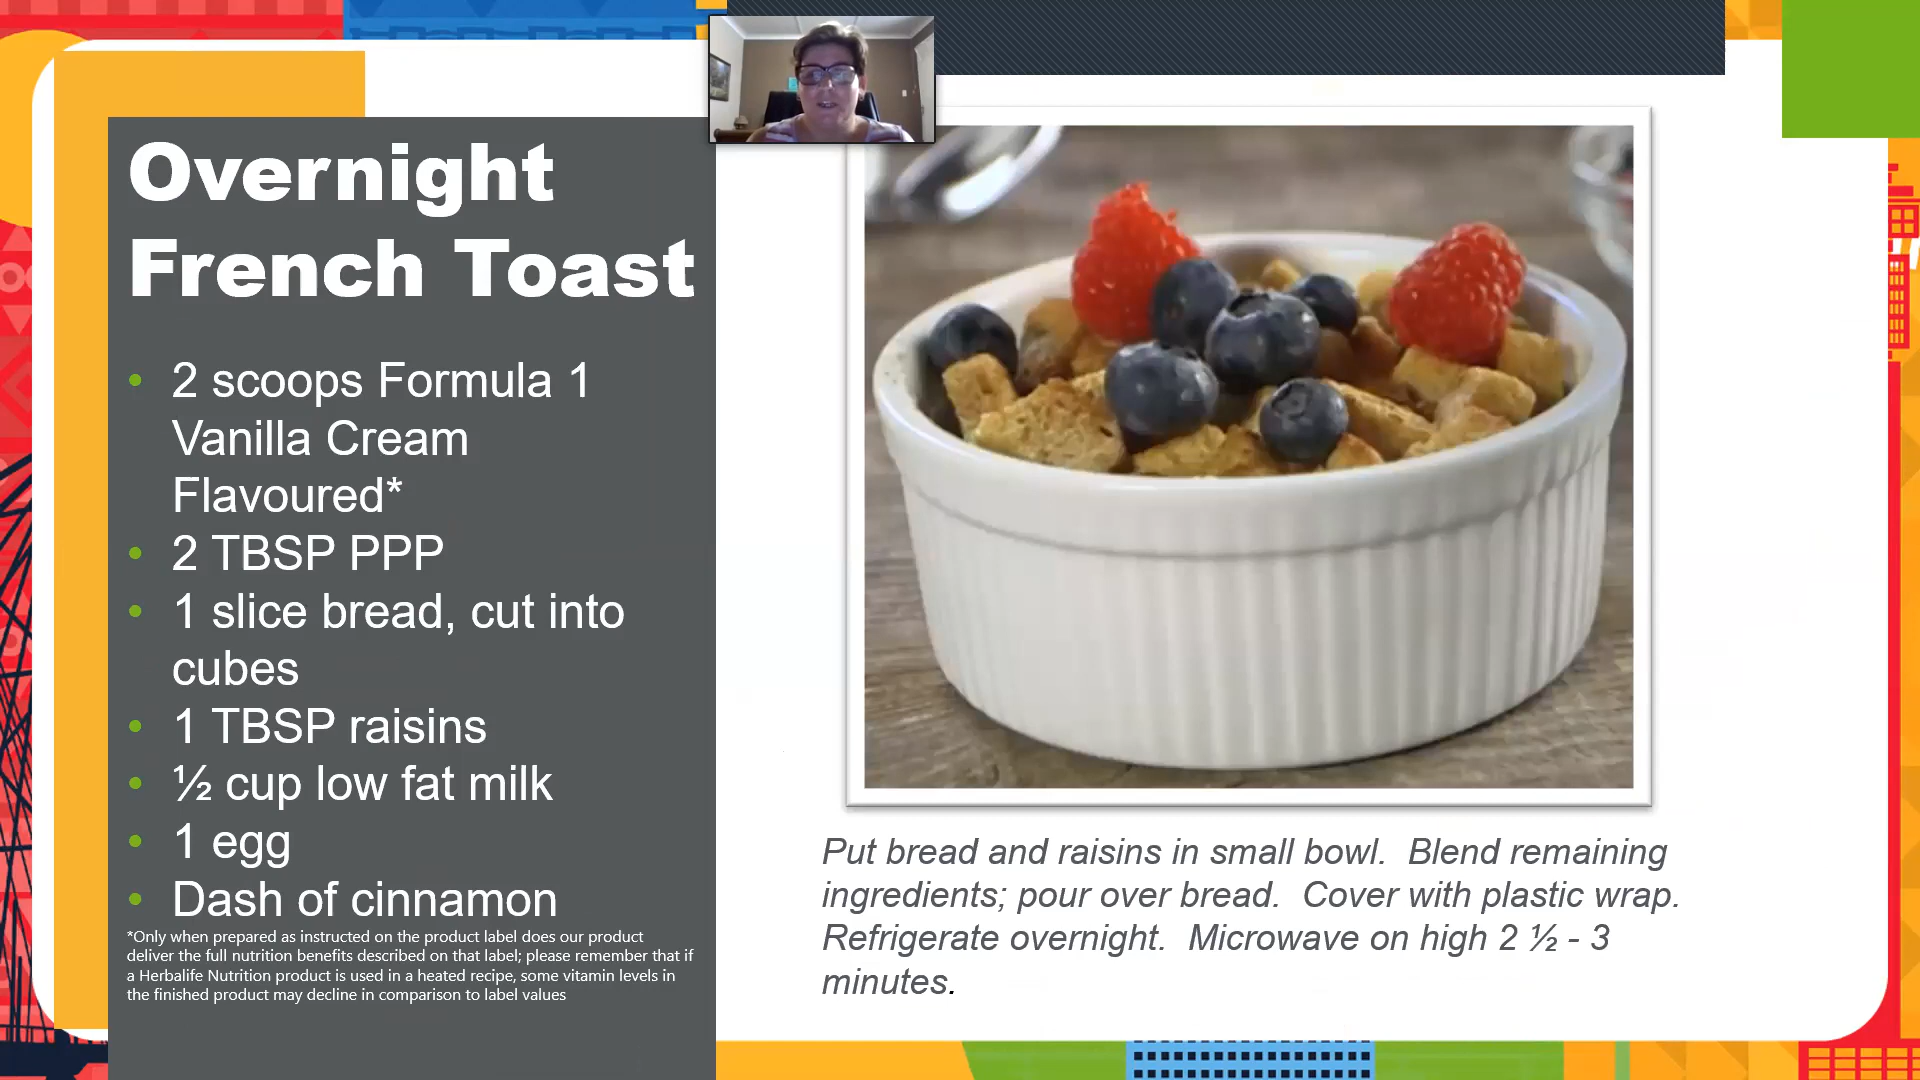 Overnight
French Toast
• 2 scoops Formula 1
Vanilla Cream
Flavoured*
• 2 TBSP PPP
• 1 slice bread, cut into
cubes
• 1 TBSP raisins
• ½ cup low fat milk
• 1 egg
• Dash of cinnamon
*Only when prepared as instructed on the product label does our product
deliver the full nutrition benefits described on that label; please remember that if
a Herbalife Nutrition product is used in a heated recipe, some vitamin levels in
the finished product may decline in comparison to label values
Put bread and raisins in small bowl. Blend remaining
ingredients; pour over bread. Cover with plastic wrap.
Refrigerate overnight. Microwave on high 2 ½ - 3
minutes.